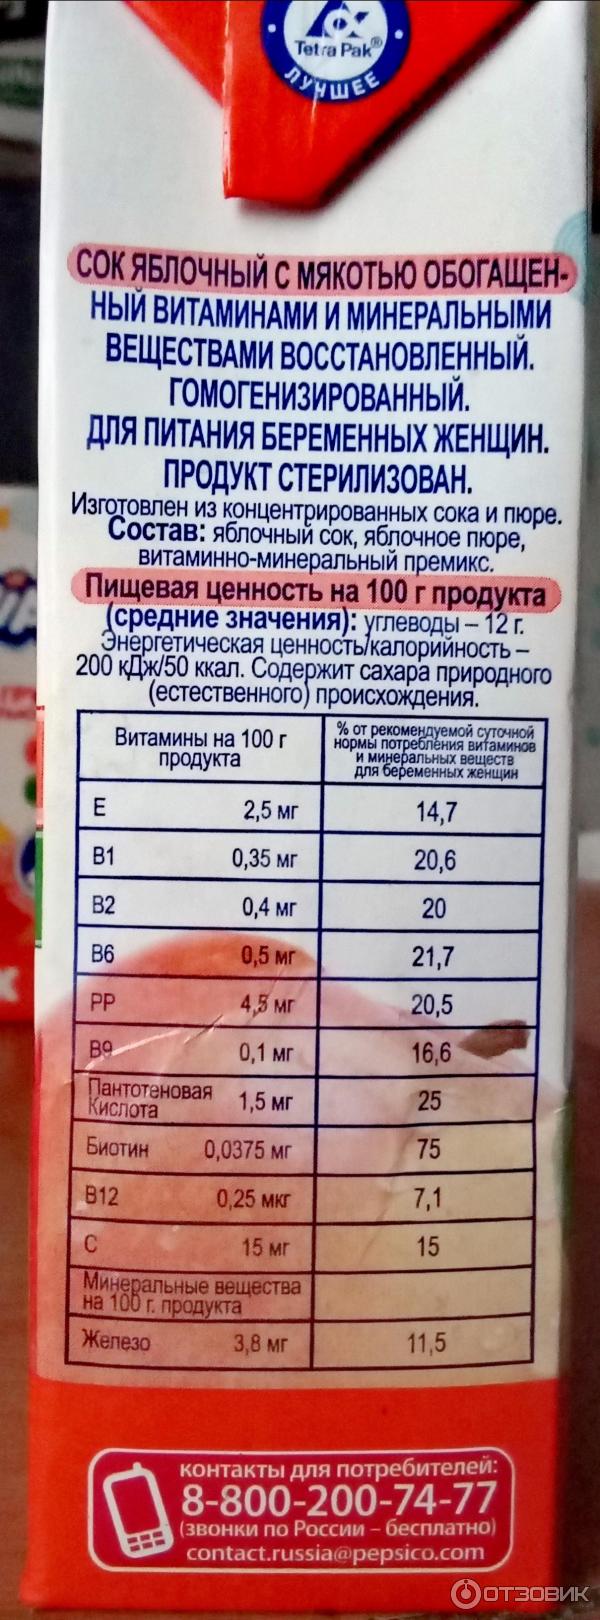 Tetra Pak®
ЛУЧШЕЕ
СОК ЯБЛОЧНЫЙ С МЯКОТЬЮ ОБОГАЩЕН-
НЫЙ ВИТАМИНАМИ И МИНЕРАЛЬНЫМИ
ВЕЩЕСТВАМИ ВОССТАНОВЛЕННЫЙ.
ГОМОГЕНИЗИРОВАННЫЙ.
ДЛЯ ПИТАНИЯ БЕРЕМЕННЫХ ЖЕНЩИН.
ПРОДУКТ СТЕРИЛИЗОВАН.
Изготовлен из концентрированных сока и пюре.
Состав: яблочный сок, яблочное пюре,
витаминно-минеральный премикс.
Пищевая ценность на 100 г продукта
(средние значения): углеводы – 12 г.
Энергетическая ценность/калорийность –
200 кДж/50 ккал. Содержит сахара природного
(естественного) происхождения.
Витамины на 100 г
продукта
% от рекомендуемой суточной
нормы потребления витаминов
и минеральных веществ
для беременных женщин
Е 2,5 мг 14,7
В1 0,35 мг 20,6
В2 0,4 мг 20
В6 0,5 мг 21,7
РР 4,5 мг 20,5
В9 0,1 мг 16,6
Пантотеновая
Кислота 1,5 мг 25
Биотин 0,0375 мг 75
В12 0,25 мкг 7,1
С 15 мг 15
Минеральные вещества
на 100 г. продукта
Железо 3,8 мг 11,5
контакты для потребителей:
8-800-200-74-77
(звонки по России – бесплатно)
contact.russia@pepsico.com
ОТЗОВИК